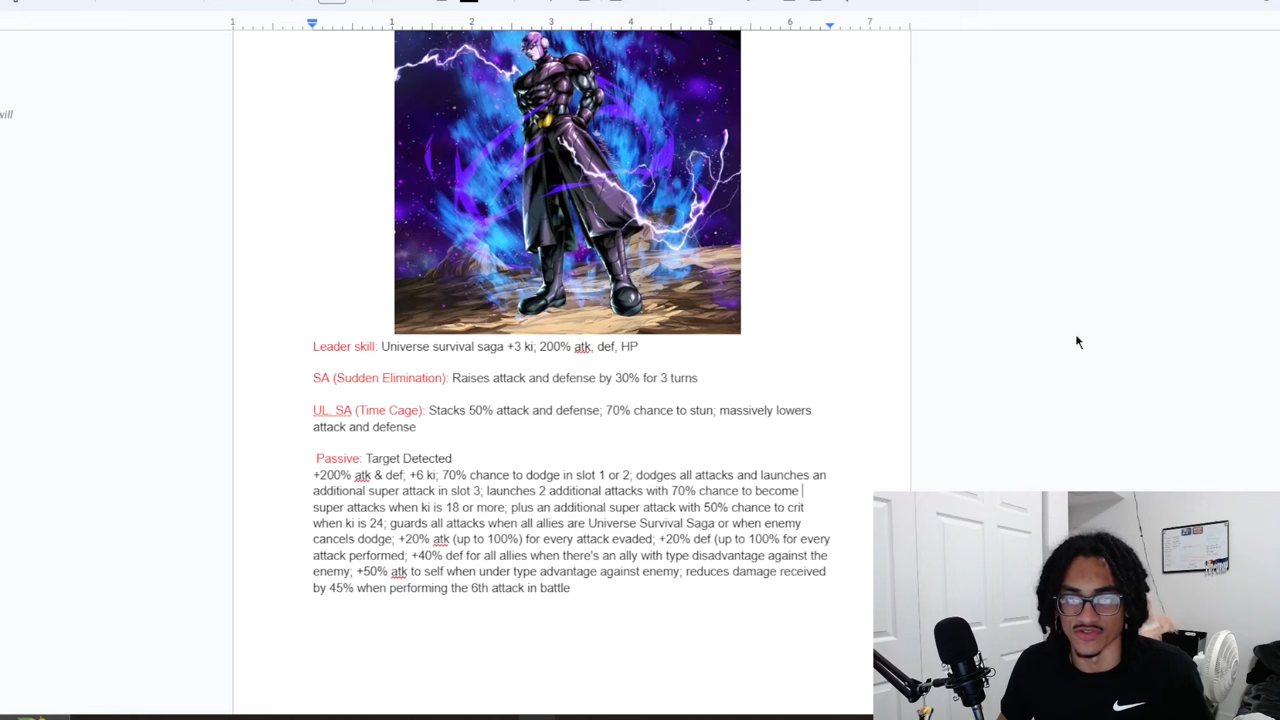 1 1 2 3 4 5 6 7
will
Leader skill: Universe survival saga +3 ki; 200% atk, def, HP
SA (Sudden Elimination): Raises attack and defense by 30% for 3 turns
UL. SA (Time Cage): Stacks 50% attack and defense; 70% chance to stun; massively lowers
attack and defense
Passive: Target Detected
+200% atk & def; +6 ki; 70% chance to dodge in slot 1 or 2; dodges all attacks and launches an
additional super attack in slot 3; launches 2 additional attacks with 70% chance to become
super attacks when ki is 18 or more; plus an additional super attack with 50% chance to crit
when ki is 24; guards all attacks when all allies are Universe Survival Saga or when enemy
cancels dodge; +20% atk (up to 100%) for every attack evaded; +20% def (up to 100% for every
attack performed; +40% def for all allies when there's an ally with type disadvantage against the
enemy; +50% atk to self when under type advantage against enemy; reduces damage received
by 45% when performing the 6th attack in battle